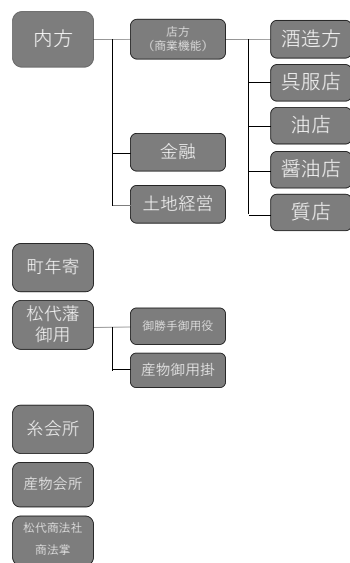 内方
店方
（商業機能）
酒造方
呉服店
油店
醤油店
質店
金融
土地経営
町年寄
松代藩
御用
御勝手御用役
産物御用掛
糸会所
産物会所
松代商法社
商法掌